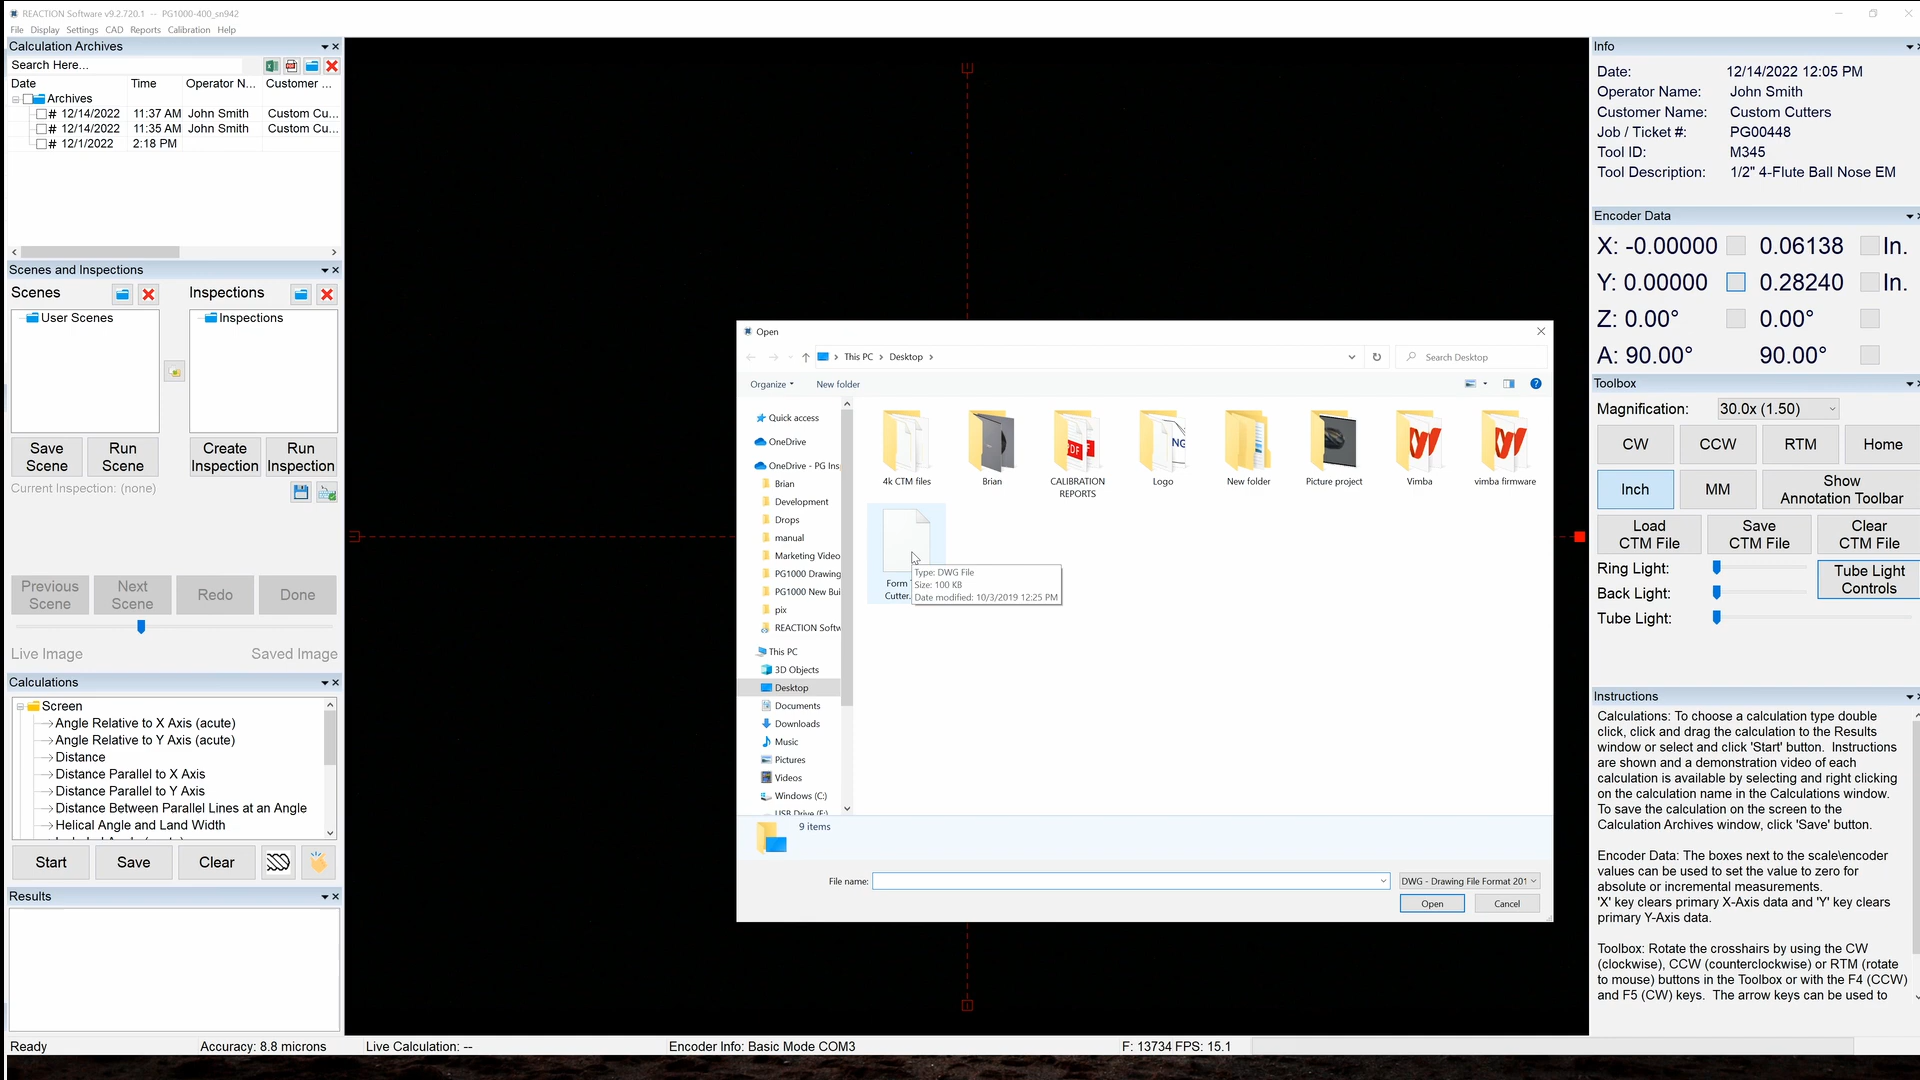 REACTION Software v9.2.720.1 -- PG1000-400_sn942
File Display Settings CAD Reports Calibration Help
Calculation Archives
Search Here...
Date Time Operator N... Customer ...
Archives
# 12/14/2022 11:37 AM John Smith Custom Cu...
# 12/14/2022 11:35 AM John Smith Custom Cu...
# 12/1/2022 2:18 PM
Scenes and Inspections
Scenes Inspections
User Scenes Inspections
Save Scene
Run Scene
Create Inspection
Run Inspection
Current Inspection: (none)
Previous Scene
Next Scene
Redo
Done
Live Image Saved Image
Calculations
Screen
Angle Relative to X Axis (acute)
Angle Relative to Y Axis (acute)
Distance
Distance Parallel to X Axis
Distance Parallel to Y Axis
Distance Between Parallel Lines at an Angle
Helical Angle and Land Width
Start Save Clear
Results
Open
This PC > Desktop >
Search Desktop
Organize New folder
Quick access
OneDrive
OneDrive - PG Ins
Brian
Development
Drops
manual
Marketing Video
PG1000 Drawing
PG1000 New Bui
pix
REACTION Softw
This PC
3D Objects
Desktop
Documents
Downloads
Music
Pictures
Videos
Windows (C:)
USB Drive (E:)
4k CTM files
Brian
CALIBRATION REPORTS
PDF
Logo
NG
New folder
Picture project
Vimba
vimba firmware
Form
Cutter.
Type: DWG File
Size: 100 KB
Date modified: 10/3/2019 12:25 PM
9 items
File name:
DWG - Drawing File Format 201
Open Cancel
Info
Date: 12/14/2022 12:05 PM
Operator Name: John Smith
Customer Name: Custom Cutters
Job / Ticket #: PG00448
Tool ID: M345
Tool Description: 1/2" 4-Flute Ball Nose EM
Encoder Data
X: -0.00000 0.06138 In.
Y: 0.00000 0.28240 In.
Z: 0.00° 0.00°
A: 90.00° 90.00°
Toolbox
Magnification: 30.0x (1.50)
CW CCW RTM Home
Inch MM Show Annotation Toolbar
Load CTM File
Save CTM File
Clear CTM File
Ring Light:
Back Light:
Tube Light:
Tube Light Controls
Instructions
Calculations: To choose a calculation type double
click, click and drag the calculation to the Results
window or select and click 'Start' button. Instructions
are shown and a demonstration video of each
calculation is available by selecting and right clicking
on the calculation name in the Calculations window.
To save the calculation on the screen to the
Calculation Archives window, click 'Save' button.
Encoder Data: The boxes next to the scale\encoder
values can be used to set the value to zero for
absolute or incremental measurements.
'X' key clears primary X-Axis data and 'Y' key clears
primary Y-Axis data.
Toolbox: Rotate the crosshairs by using the CW
(clockwise), CCW (counterclockwise) or RTM (rotate
to mouse) buttons in the Toolbox or with the F4 (CCW)
and F5 (CW) keys. The arrow keys can be used to
Ready Accuracy: 8.8 microns Live Calculation: -- Encoder Info: Basic Mode COM3 F: 13734 FPS: 15.1